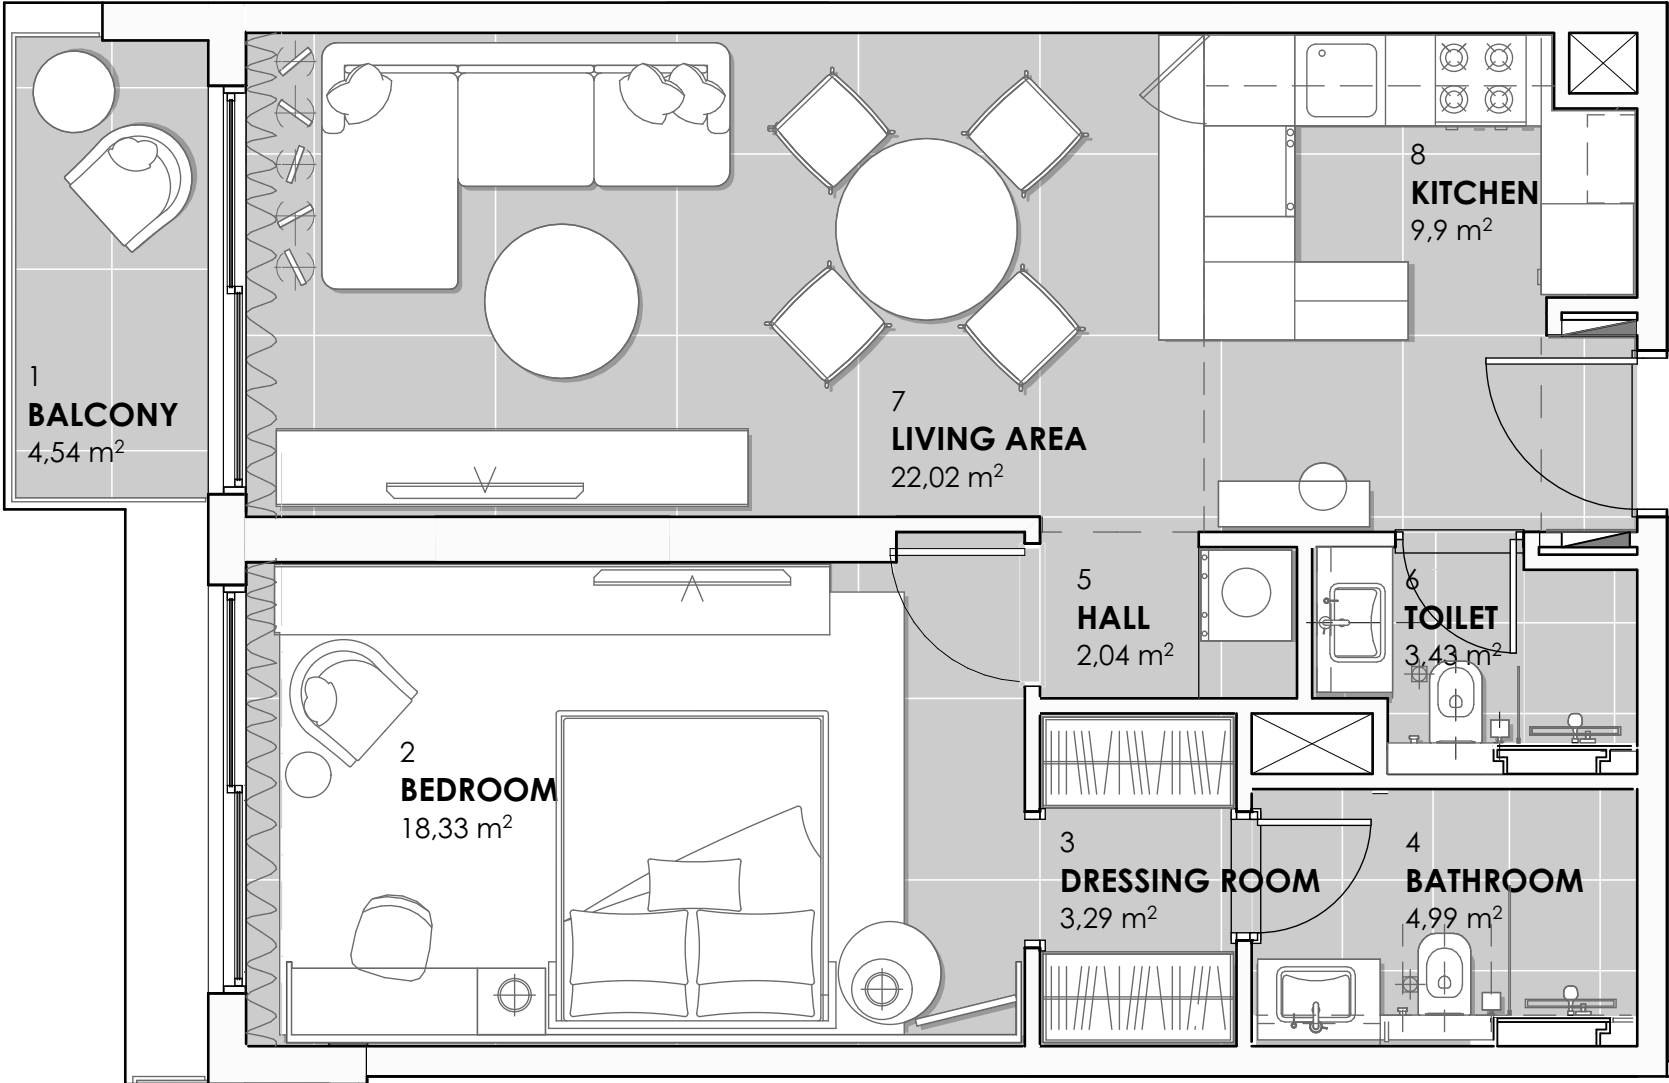 1
BALCONY
4,54 m²
2
BEDROOM
18,33 m²
3
DRESSING ROOM
3,29 m²
4
BATHROOM
4,99 m²
5
HALL
2,04 m²
6
TOILET
3,43 m²
7
LIVING AREA
22,02 m²
8
KITCHEN
9,9 m²